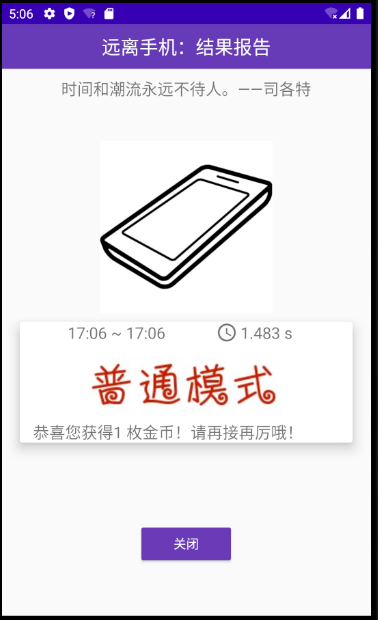 5:06
远离手机：结果报告
时间和潮流永远不待人。——司各特
17:06 ~ 17:06 1.483 s
普通模式
恭喜您获得1 枚金币！请再接再厉哦！
关闭